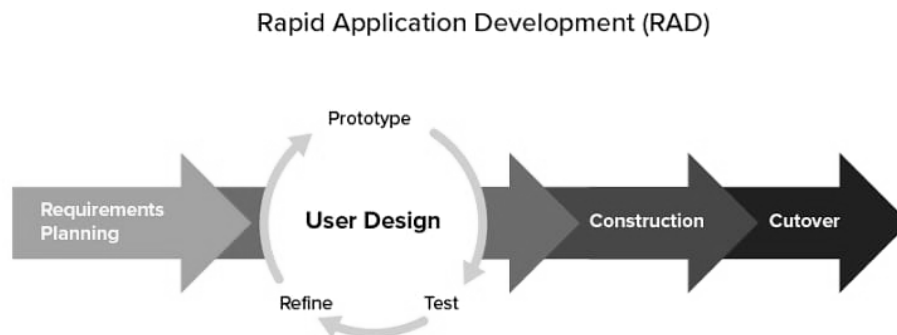 Rapid Application Development (RAD)
Prototype
Requirements
Planning
User Design
Construction
Cutover
Refine
Test